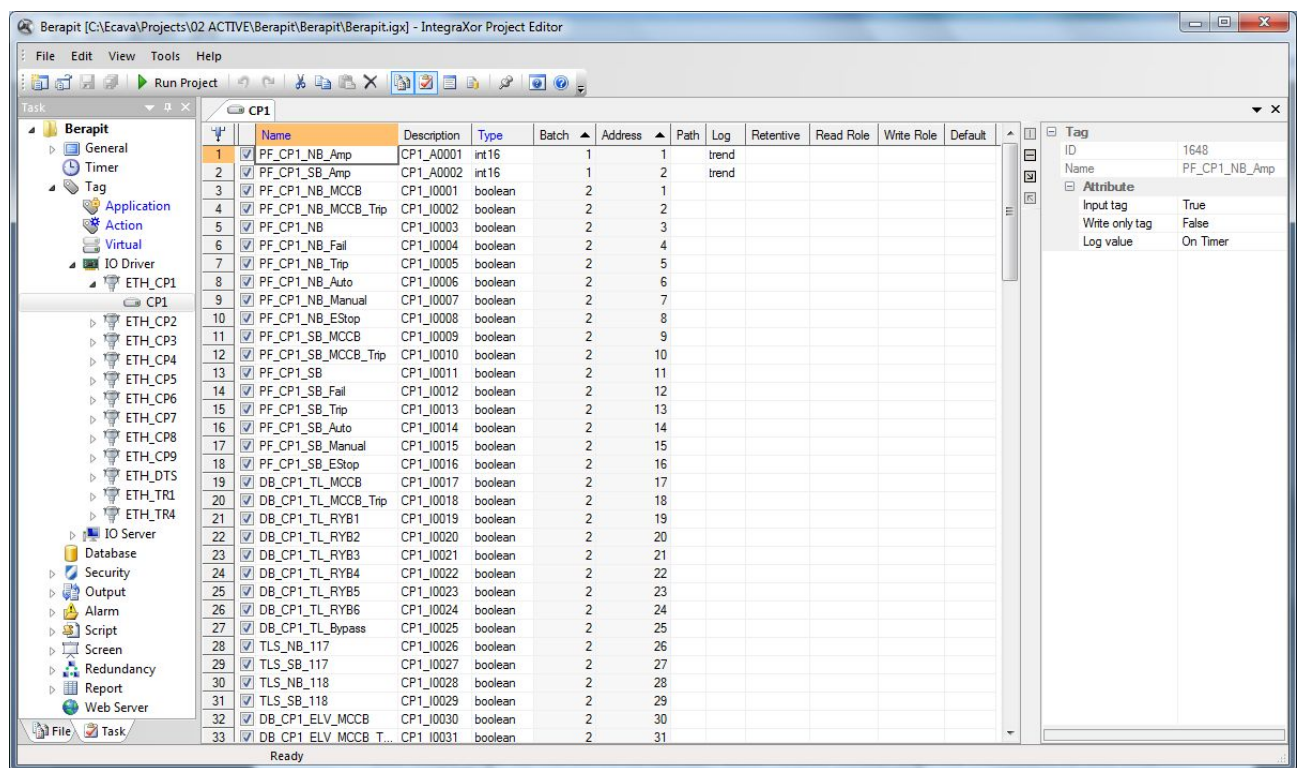 Berapit [C:\Ecava\Projects\02 ACTIVE\Berapit\Berapit\Berapit.igx] - IntegraXor Project Editor
File Edit View Tools Help
Run Project
Task
Berapit
General
Timer
Tag
Application
Action
Virtual
IO Driver
ETH_CP1
CP1
ETH_CP2
ETH_CP3
ETH_CP4
ETH_CP5
ETH_CP6
ETH_CP7
ETH_CP8
ETH_CP9
ETH_DTS
ETH_TR1
ETH_TR4
IO Server
Database
Security
Output
Alarm
Script
Screen
Redundancy
Report
Web Server
File Task
CP1
Name Description Type Batch Address Path Log Retentive Read Role Write Role Default
1 PF_CP1_NB_Amp CP1_A0001 int16 1 1 trend
2 PF_CP1_SB_Amp CP1_A0002 int16 1 2 trend
3 PF_CP1_NB_MCCB CP1_I0001 boolean 2 1
4 PF_CP1_NB_MCCB_Trip CP1_I0002 boolean 2 2
5 PF_CP1_NB CP1_I0003 boolean 2 3
6 PF_CP1_NB_Fail CP1_I0004 boolean 2 4
7 PF_CP1_NB_Trip CP1_I0005 boolean 2 5
8 PF_CP1_NB_Auto CP1_I0006 boolean 2 6
9 PF_CP1_NB_Manual CP1_I0007 boolean 2 7
10 PF_CP1_NB_EStop CP1_I0008 boolean 2 8
11 PF_CP1_SB_MCCB CP1_I0009 boolean 2 9
12 PF_CP1_SB_MCCB_Trip CP1_I0010 boolean 2 10
13 PF_CP1_SB CP1_I0011 boolean 2 11
14 PF_CP1_SB_Fail CP1_I0012 boolean 2 12
15 PF_CP1_SB_Trip CP1_I0013 boolean 2 13
16 PF_CP1_SB_Auto CP1_I0014 boolean 2 14
17 PF_CP1_SB_Manual CP1_I0015 boolean 2 15
18 PF_CP1_SB_EStop CP1_I0016 boolean 2 16
19 DB_CP1_TL_MCCB CP1_I0017 boolean 2 17
20 DB_CP1_TL_MCCB_Trip CP1_I0018 boolean 2 18
21 DB_CP1_TL_RYB1 CP1_I0019 boolean 2 19
22 DB_CP1_TL_RYB2 CP1_I0020 boolean 2 20
23 DB_CP1_TL_RYB3 CP1_I0021 boolean 2 21
24 DB_CP1_TL_RYB4 CP1_I0022 boolean 2 22
25 DB_CP1_TL_RYB5 CP1_I0023 boolean 2 23
26 DB_CP1_TL_RYB6 CP1_I0024 boolean 2 24
27 DB_CP1_TL_Bypass CP1_I0025 boolean 2 25
28 TLS_NB_117 CP1_I0026 boolean 2 26
29 TLS_SB_117 CP1_I0027 boolean 2 27
30 TLS_NB_118 CP1_I0028 boolean 2 28
31 TLS_SB_118 CP1_I0029 boolean 2 29
32 DB_CP1_ELV_MCCB CP1_I0030 boolean 2 30
33 DB_CP1_ELV_MCCB_T... CP1_I0031 boolean 2 31
Tag
ID 1648
Name PF_CP1_NB_Amp
Attribute
Input tag True
Write only tag False
Log value On Timer
Ready